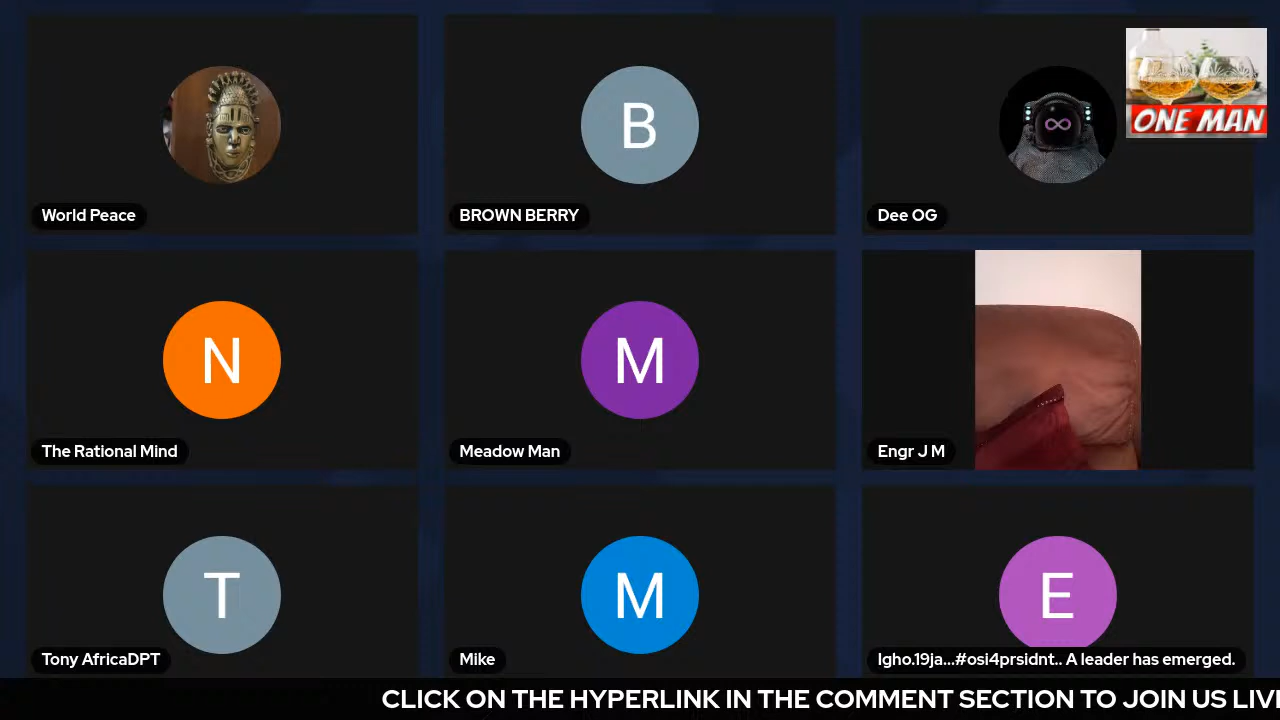 ONE MAN
World Peace
B
BROWN BERRY
Dee OG
N
The Rational Mind
M
Meadow Man
Engr J M
T
Tony AfricaDPT
M
Mike
E
Igho.19ja...#osi4prsidnt.. A leader has emerged.
CLICK ON THE HYPERLINK IN THE COMMENT SECTION TO JOIN US LIV